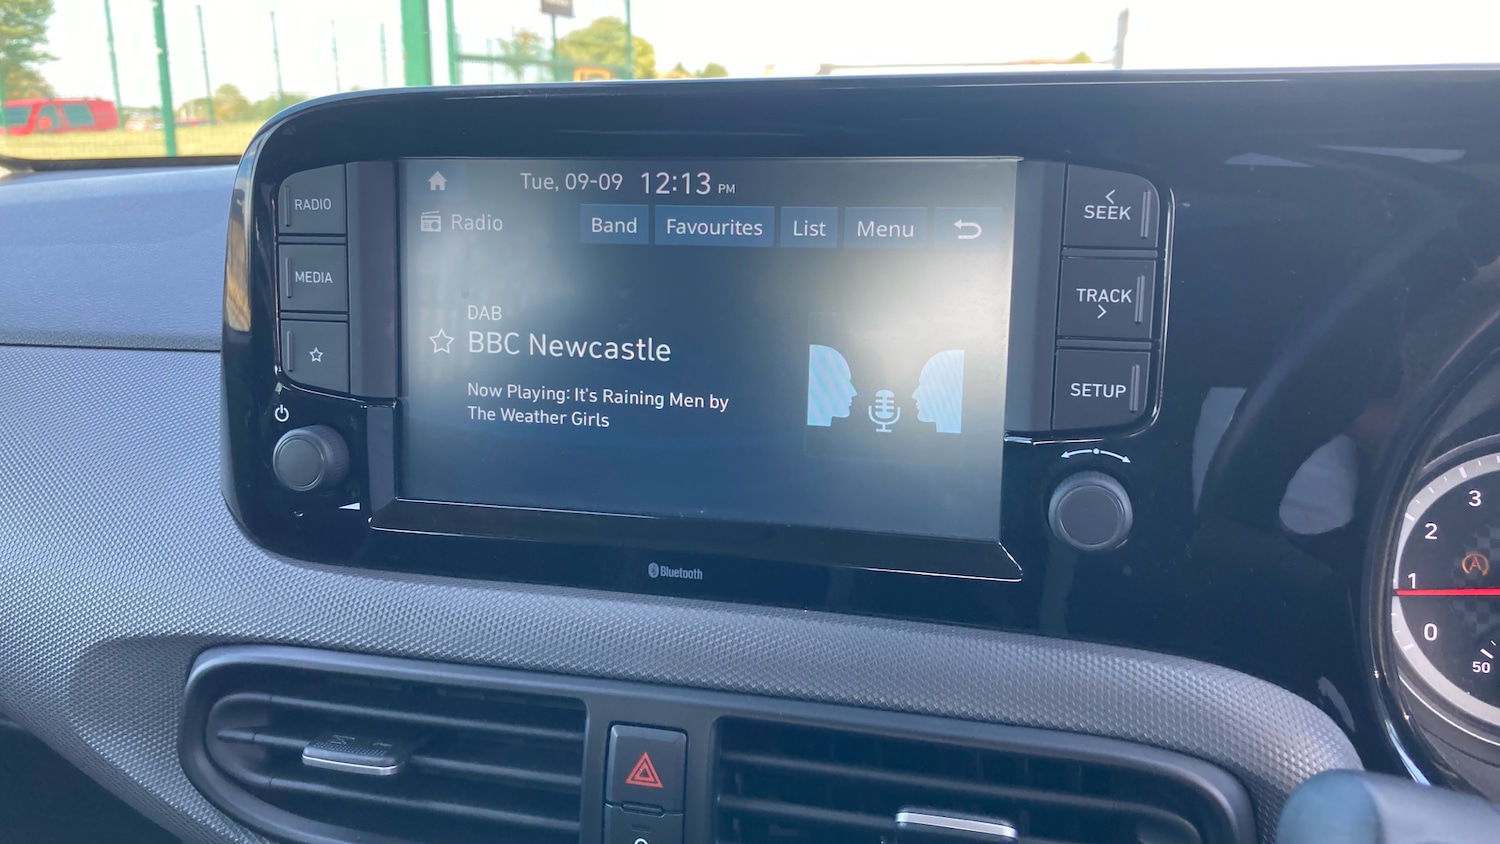 RADIO
MEDIA
Tue, 09-09 12:13 PM
Radio Band Favourites List Menu
DAB
BBC Newcastle
Now Playing: It's Raining Men by
The Weather Girls
SEEK
TRACK
SETUP
Bluetooth
3
2
1
0
50
A